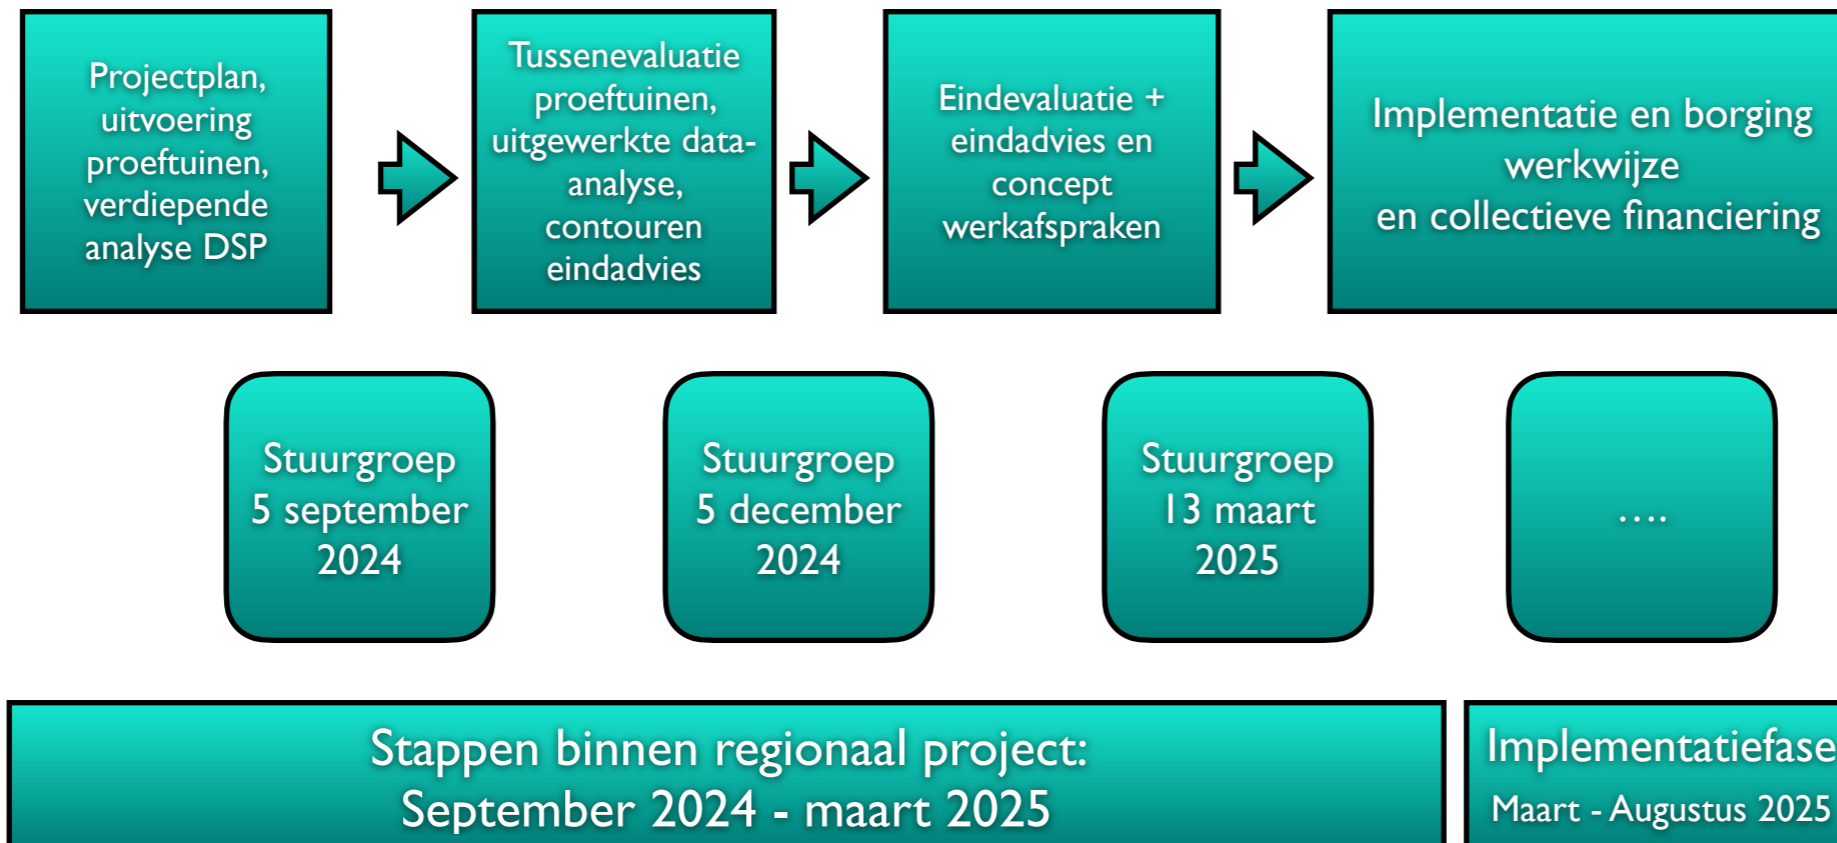 Projectplan,
uitvoering
proeftuinen,
verdiepende
analyse DSP
Tussenevaluatie
proeftuinen,
uitgewerkte data-
analyse,
contouren
eindadvies
Eindevaluatie +
eindadvies en
concept
werkafspraken
Implementatie en borging
werkwijze
en collectieve financiering
Stuurgroep
5 september
2024
Stuurgroep
5 december
2024
Stuurgroep
13 maart
2025
....
Stappen binnen regionaal project:
September 2024 - maart 2025
Implementatiefase
Maart - Augustus 2025